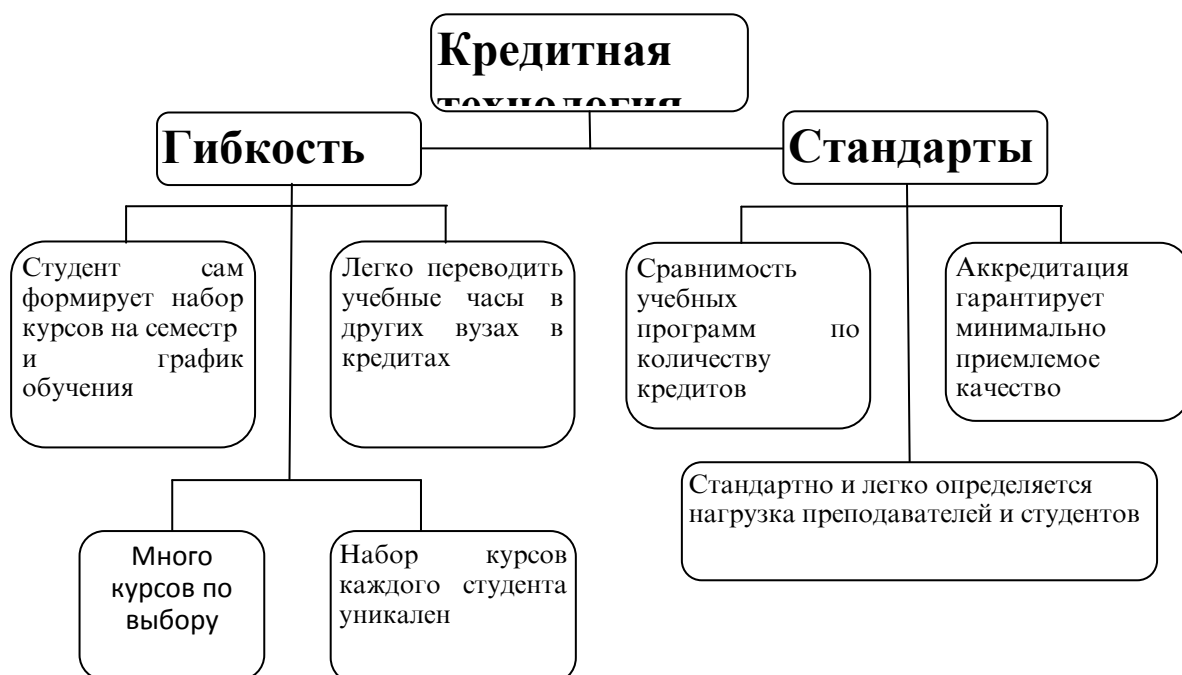 Кредитная
технология
Гибкость
Стандарты
Студент сам
формирует набор
курсов на семестр
и график
обучения
Легко переводить
учебные часы в
других вузах в
кредитах
Сравнимость
учебных
программ по
количеству
кредитов
Аккредитация
гарантирует
минимально
приемлемое
качество
Много
курсов по
выбору
Набор курсов
каждого студента
уникален
Стандартно и легко определяется
нагрузка преподавателей и студентов